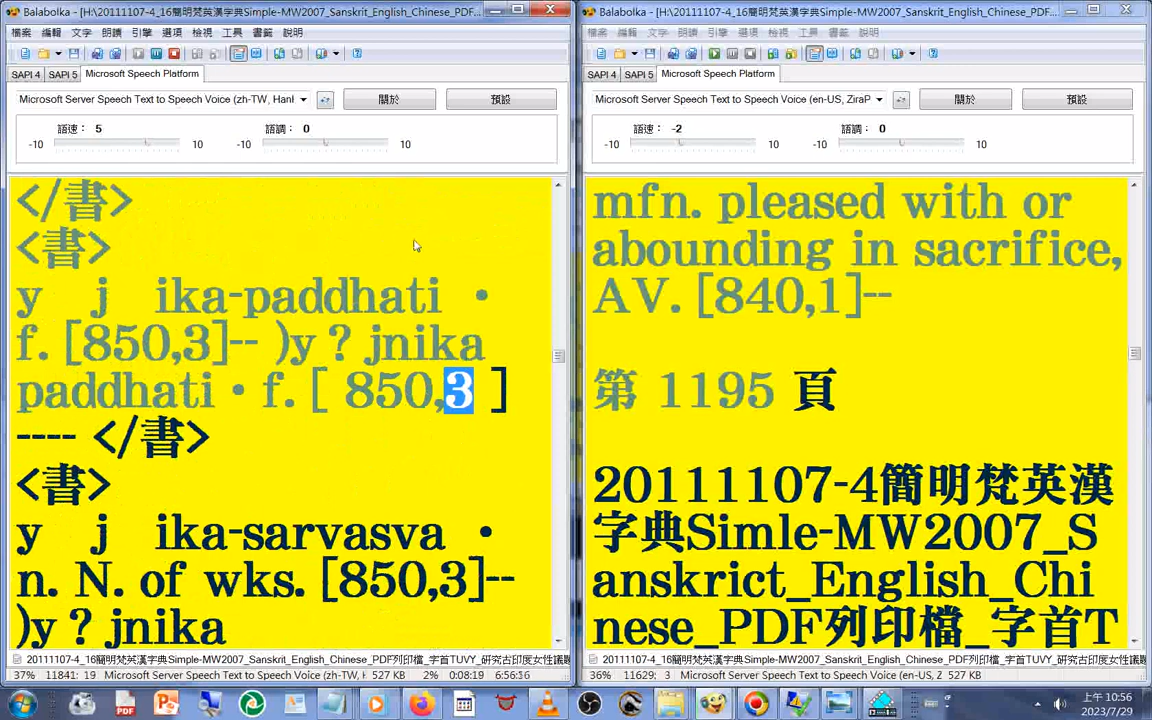 Balabolka - [H:\20111107-4_16簡明梵英漢字典Simple-MW2007_Sanskrit_English_Chinese_PDF...
檔案 編輯 文字 朗讀 引擎 選項 檢視 工具 書籤 說明
SAPI 4 SAPI 5 Microsoft Speech Platform
Microsoft Server Speech Text to Speech Voice (zh-TW, Hanl
關於 預設
語速: 5 語調: 0
-10 10 -10 10
</書>
<書>
y j ika-paddhati •
f. [850,3]-- )y ? jnika
paddhati • f. [ 850,3 ]
---- </書>
<書>
y j ika-sarvasva •
n. N. of wks. [850,3]--
)y ? jnika
20111107-4_16簡明梵英漢字典Simple-MW2007_Sanskrit_English_Chinese_PDF列印檔_字首TUVY_研究古印度女性議題
37% 11841: 19 Microsoft Server Speech Text to Speech Voice (zh-TW, H 527 KB 2% 0:08:19 6:56:36
Balabolka - [H:\20111107-4_16簡明梵英漢字典Simple-MW2007_Sanskrit_English_Chinese_PDF...
檔案 編輯 文字 朗讀 引擎 選項 檢視 工具 書籤 說明
SAPI 4 SAPI 5 Microsoft Speech Platform
Microsoft Server Speech Text to Speech Voice (en-US, ZiraP
關於 預設
語速: -2 語調: 0
-10 10 -10 10
mfn. pleased with or
abounding in sacrifice,
AV. [840,1]--
第 1195 頁
20111107-4簡明梵英漢
字典Simle-MW2007_S
anskrict_English_Chi
nese_PDF列印檔_字首T
20111107-4_16簡明梵英漢字典Simple-MW2007_Sanskrit_English_Chinese_PDF列印檔_字首TUVY_研究古印度女性議
36% 11629: 3 Microsoft Server Speech Text to Speech Voice (en-US, Z 527 KB
上午 10:56
2023/7/29